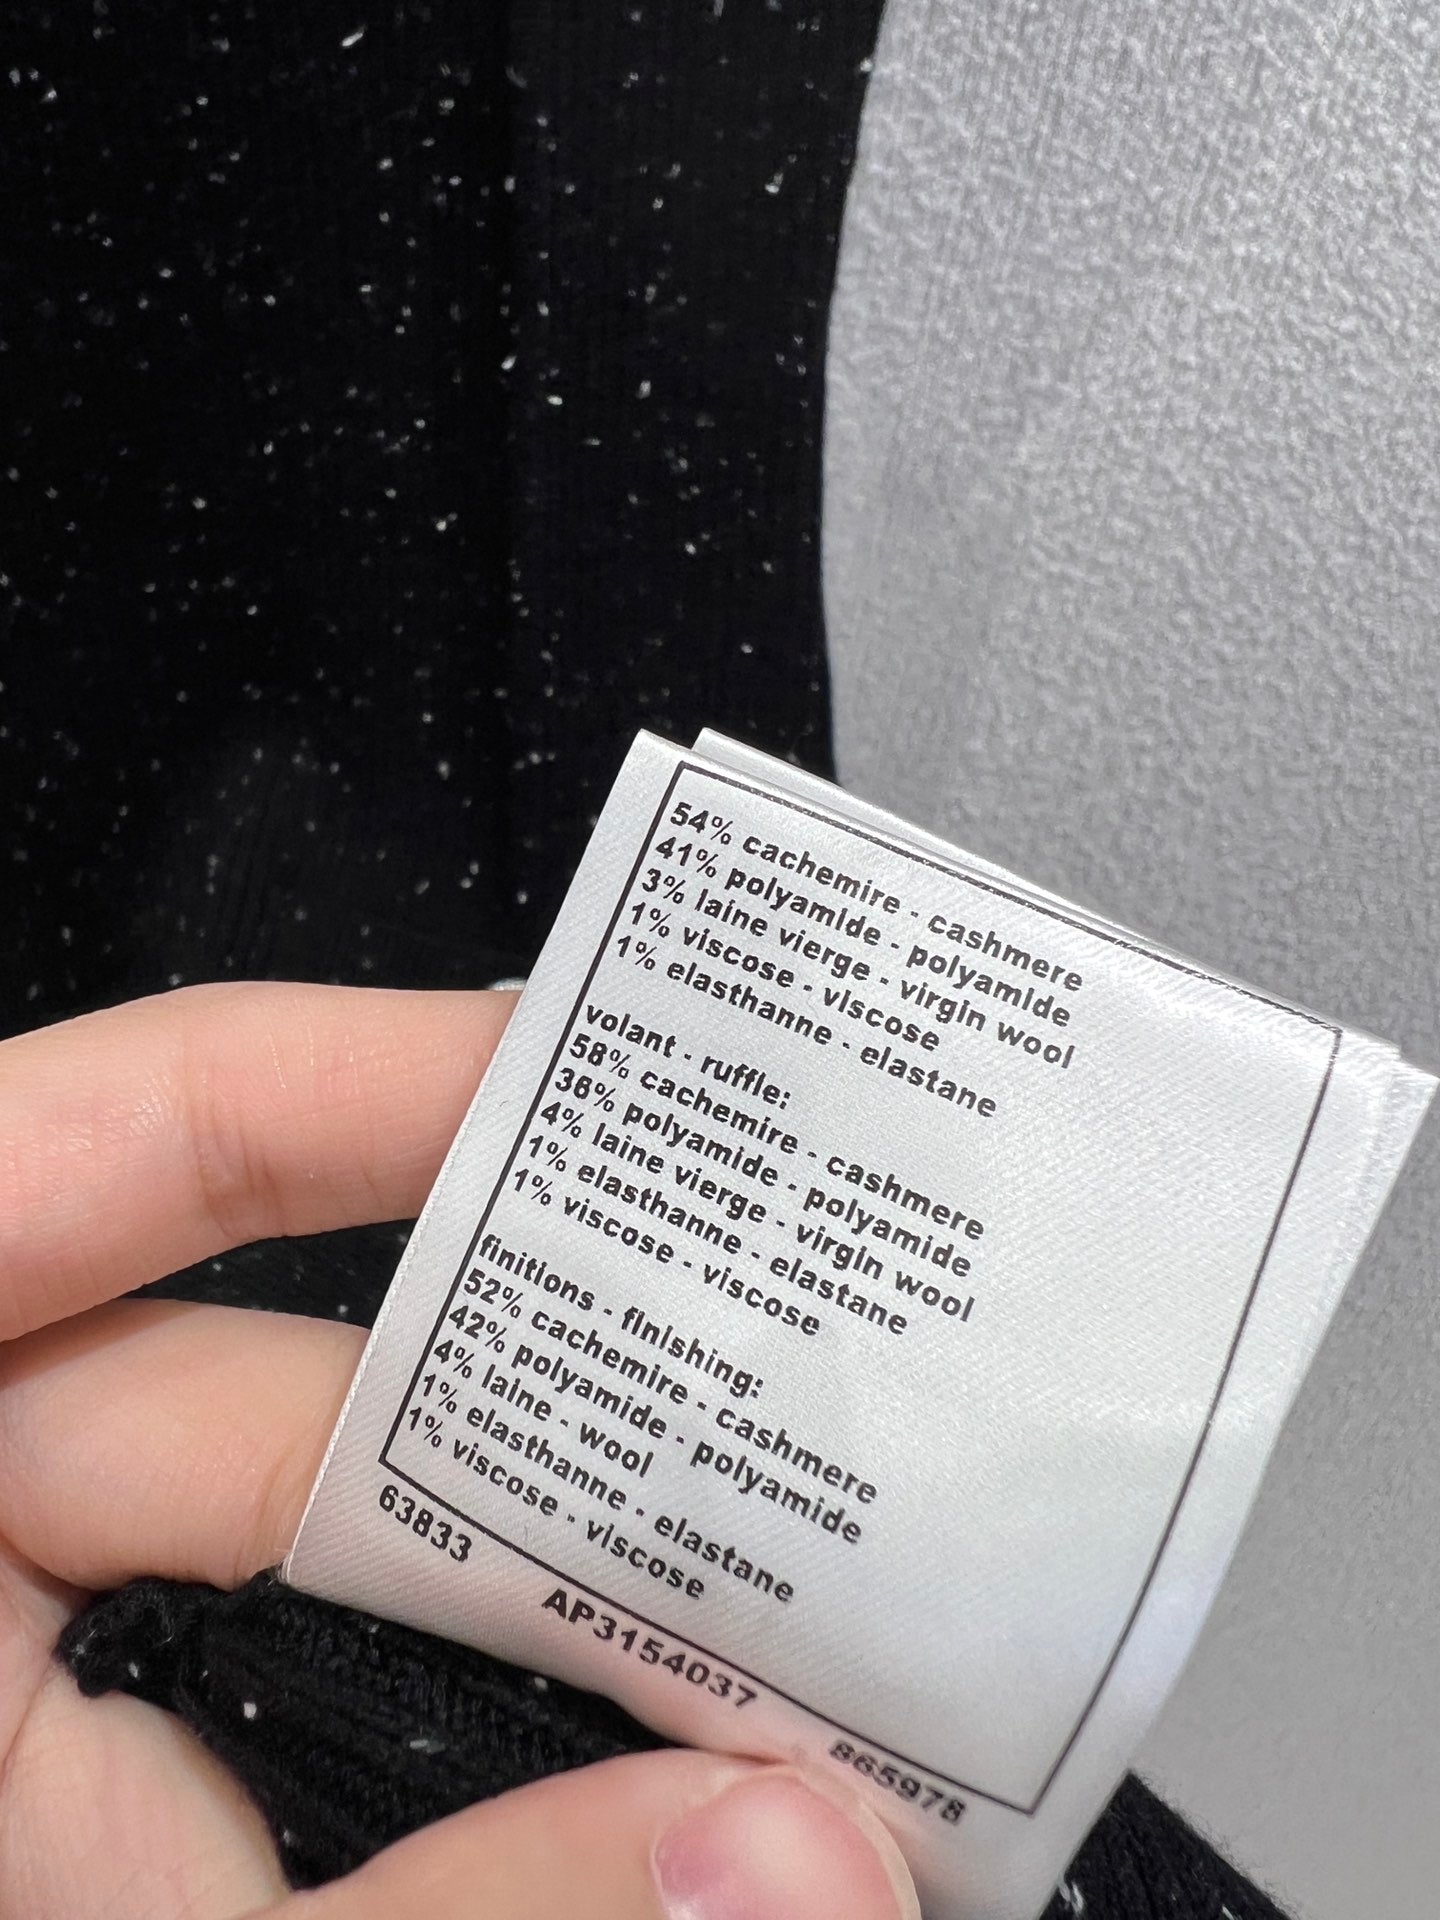 54% cachemire - cashmere
41% polyamide - polyamide
3% laine vierge - virgin wool
1% viscose - viscose
1% elasthanne - elastane
volant - ruffle:
58% cachemire - cashmere
36% polyamide - polyamide
4% laine vierge - virgin wool
1% elasthanne - elastane
1% viscose - viscose
finitions - finishing:
52% cachemire - cashmere
42% polyamide - polyamide
4% laine - wool
1% elasthanne - elastane
1% viscose - viscose
63833 AP3154037 865978